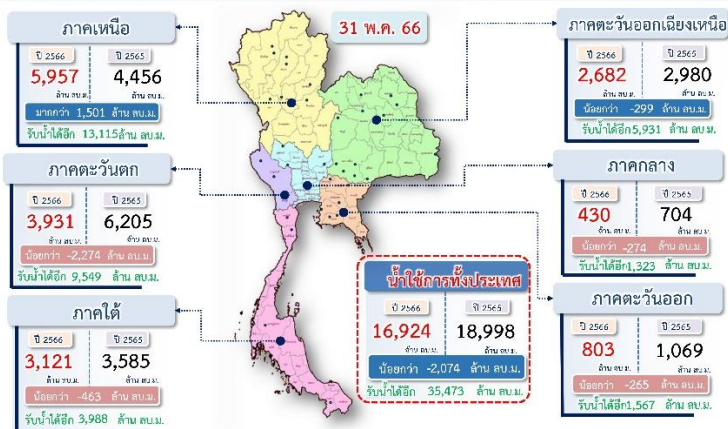 31 พ.ค. 66
ภาคเหนือ
ปี 2566 ปี 2565
5,957 4,456
ล้าน ลบ.ม. ล้าน ลบ.ม.
มากกว่า 1,501 ล้าน ลบ.ม.
รับน้ำได้อีก 13,115ล้าน ลบ.ม.
ภาคตะวันตก
ปี 2566 ปี 2565
3,931 6,205
ล้าน ลบ.ม. ล้าน ลบ.ม.
น้อยกว่า -2,274 ล้าน ลบ.ม.
รับน้ำได้อีก 9,549 ล้าน ลบ.ม.
ภาคใต้
ปี 2566 ปี 2565
3,121 3,585
ล้าน ลบ.ม. ล้าน ลบ.ม.
น้อยกว่า -463 ล้าน ลบ.ม.
รับน้ำได้อีก 3,988 ล้าน ลบ.ม.
ภาคตะวันออกเฉียงเหนือ
ปี 2566 ปี 2565
2,682 2,980
ล้าน ลบ.ม. ล้าน ลบ.ม.
น้อยกว่า -299 ล้าน ลบ.ม.
รับน้ำได้อีก5,931 ล้าน ลบ.ม.
ภาคกลาง
ปี 2566 ปี 2565
430 704
ล้าน ลบ.ม. ล้าน ลบ.ม.
น้อยกว่า -274 ล้าน ลบ.ม.
รับน้ำได้อีก1,323 ล้าน ลบ.ม.
ภาคตะวันออก
ปี 2566 ปี 2565
803 1,069
ล้าน ลบ.ม. ล้าน ลบ.ม.
น้อยกว่า -265 ล้าน ลบ.ม.
รับน้ำได้อีก1,567 ล้าน ลบ.ม.
น้ำใช้การทั้งประเทศ
ปี 2566 ปี 2565
16,924 18,998
ล้าน ลบ.ม. ล้าน ลบ.ม.
น้อยกว่า -2,074 ล้าน ลบ.ม.
รับน้ำได้อีก 35,473 ล้าน ลบ.ม.